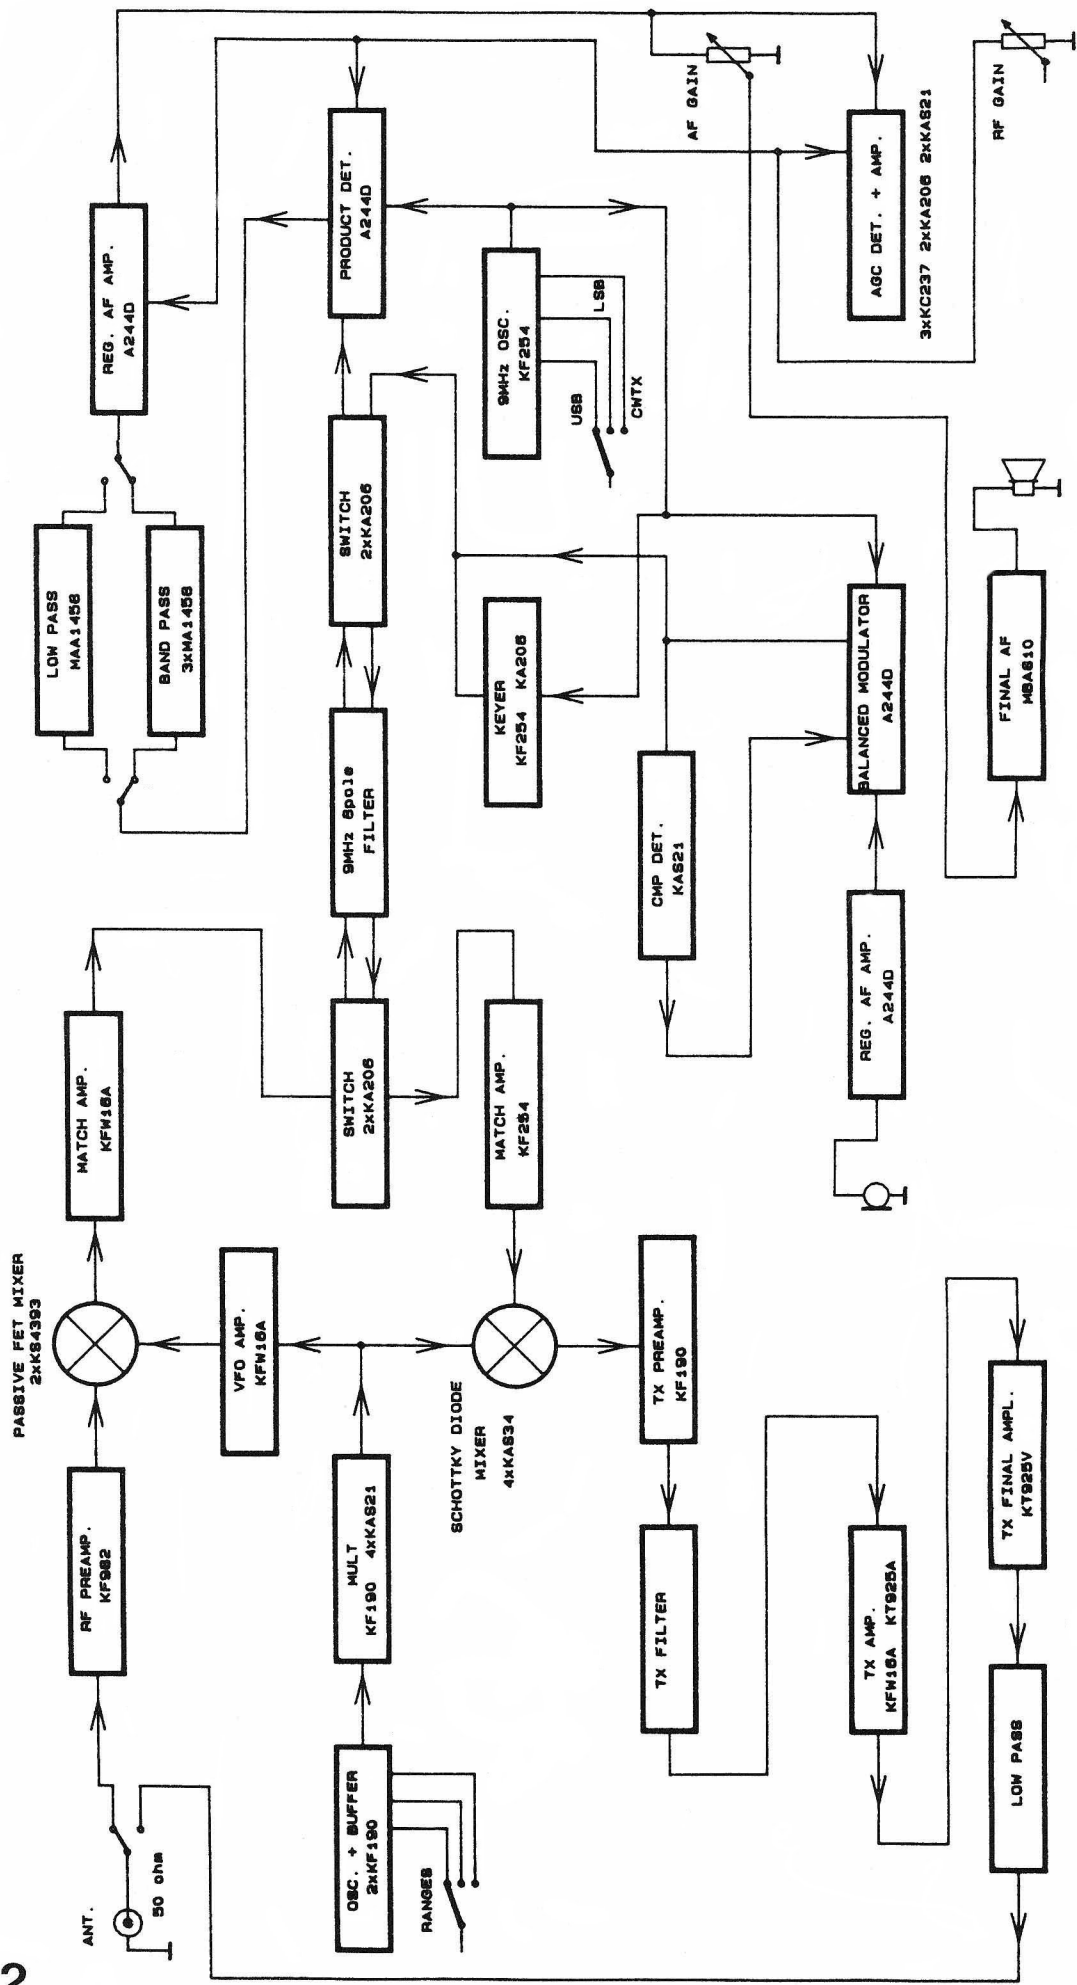 2
ANT.
50 ohm
RF PREAMP.
KF982
PASSIVE FET MIXER
2xKS4393
MATCH AMP.
KFW16A
LOW PASS
MAA1458
BAND PASS
3xMA1458
REG. AF AMP.
A244D
OSC. + BUFFER
2xKF190
RANGES
MULT
KF190 4xKAS21
VFO AMP.
KFW16A
SWITCH
2xKA206
9MHz 8pole
FILTER
SWITCH
2xKA206
PRODUCT DET.
A244D
SCHOTTKY DIODE
MIXER
4xKAS34
MATCH AMP.
KF254
KEYER
KF254 KA206
9MHz OSC.
KF254
USB
LSB
CWTX
TX FILTER
TX PREAMP.
KF190
CMP DET.
KAS21
AF GAIN
TX AMP.
KFW16A KT925A
REG. AF AMP.
A244D
BALANCED MODULATOR
A244D
AGC DET. + AMP.
3xKC237 2xKA206 2xKAS21
LOW PASS
TX FINAL AMPL.
KT925V
FINAL AF
MBA810
RF GAIN